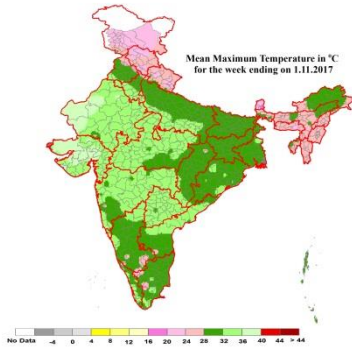 Mean Maximum Temperature in °C
for the week ending on 1.11.2017
No Data -4 0 4 8 12 16 20 24 28 32 36 40 44 > 44